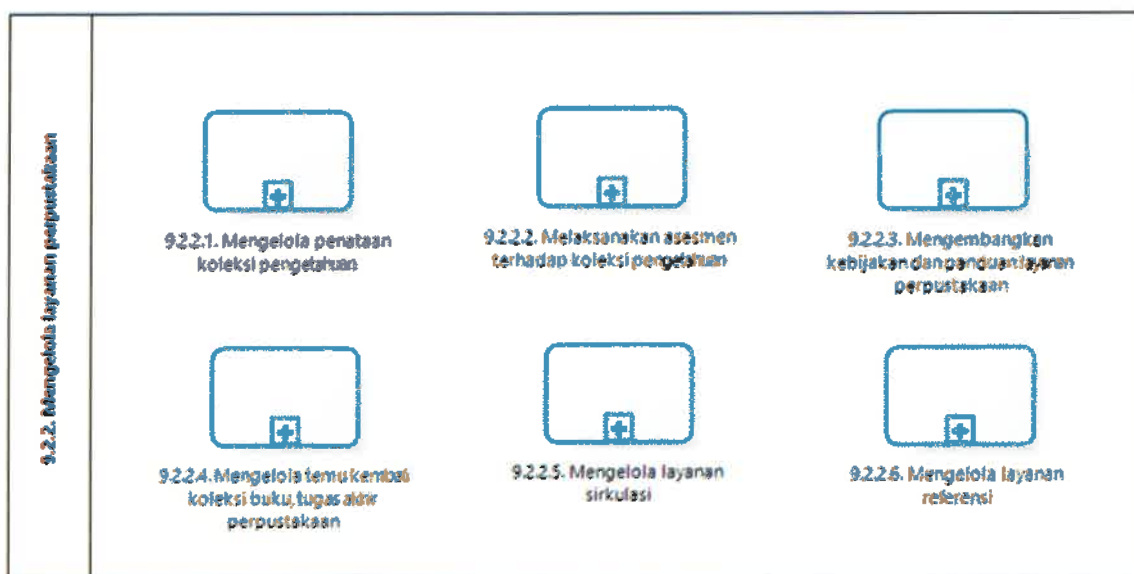 9.2.2. Mengelola layanan perpustakaan
9.2.2.1. Mengelola penataan
koleksi pengetahuan
9.2.2.2. Melaksanakan asesmen
terhadap koleksi pengetahuan
9.2.2.3. Mengembangkan
kebijakan dan panduan layanan
perpustakaan
9.2.2.4. Mengelola temu kembali
koleksi buku, tugas akhir
perpustakaan
9.2.2.5. Mengelola layanan
sirkulasi
9.2.2.6. Mengelola layanan
referensi